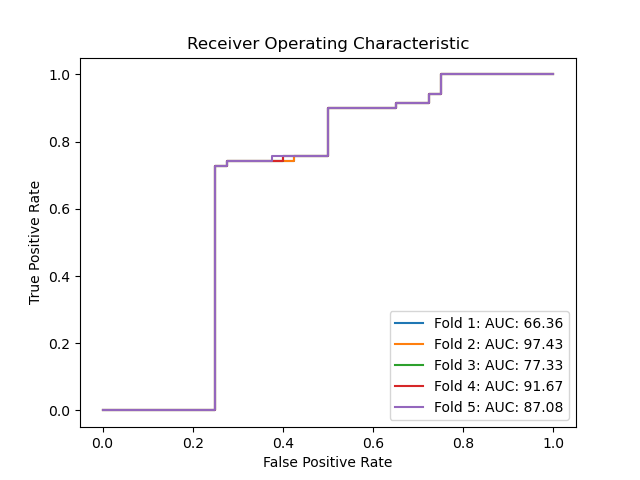 Receiver Operating Characteristic
True Positive Rate
1.0
0.8
0.6
0.4
0.2
0.0
Fold 1: AUC: 66.36
Fold 2: AUC: 97.43
Fold 3: AUC: 77.33
Fold 4: AUC: 91.67
Fold 5: AUC: 87.08
0.0 0.2 0.4 0.6 0.8 1.0
False Positive Rate